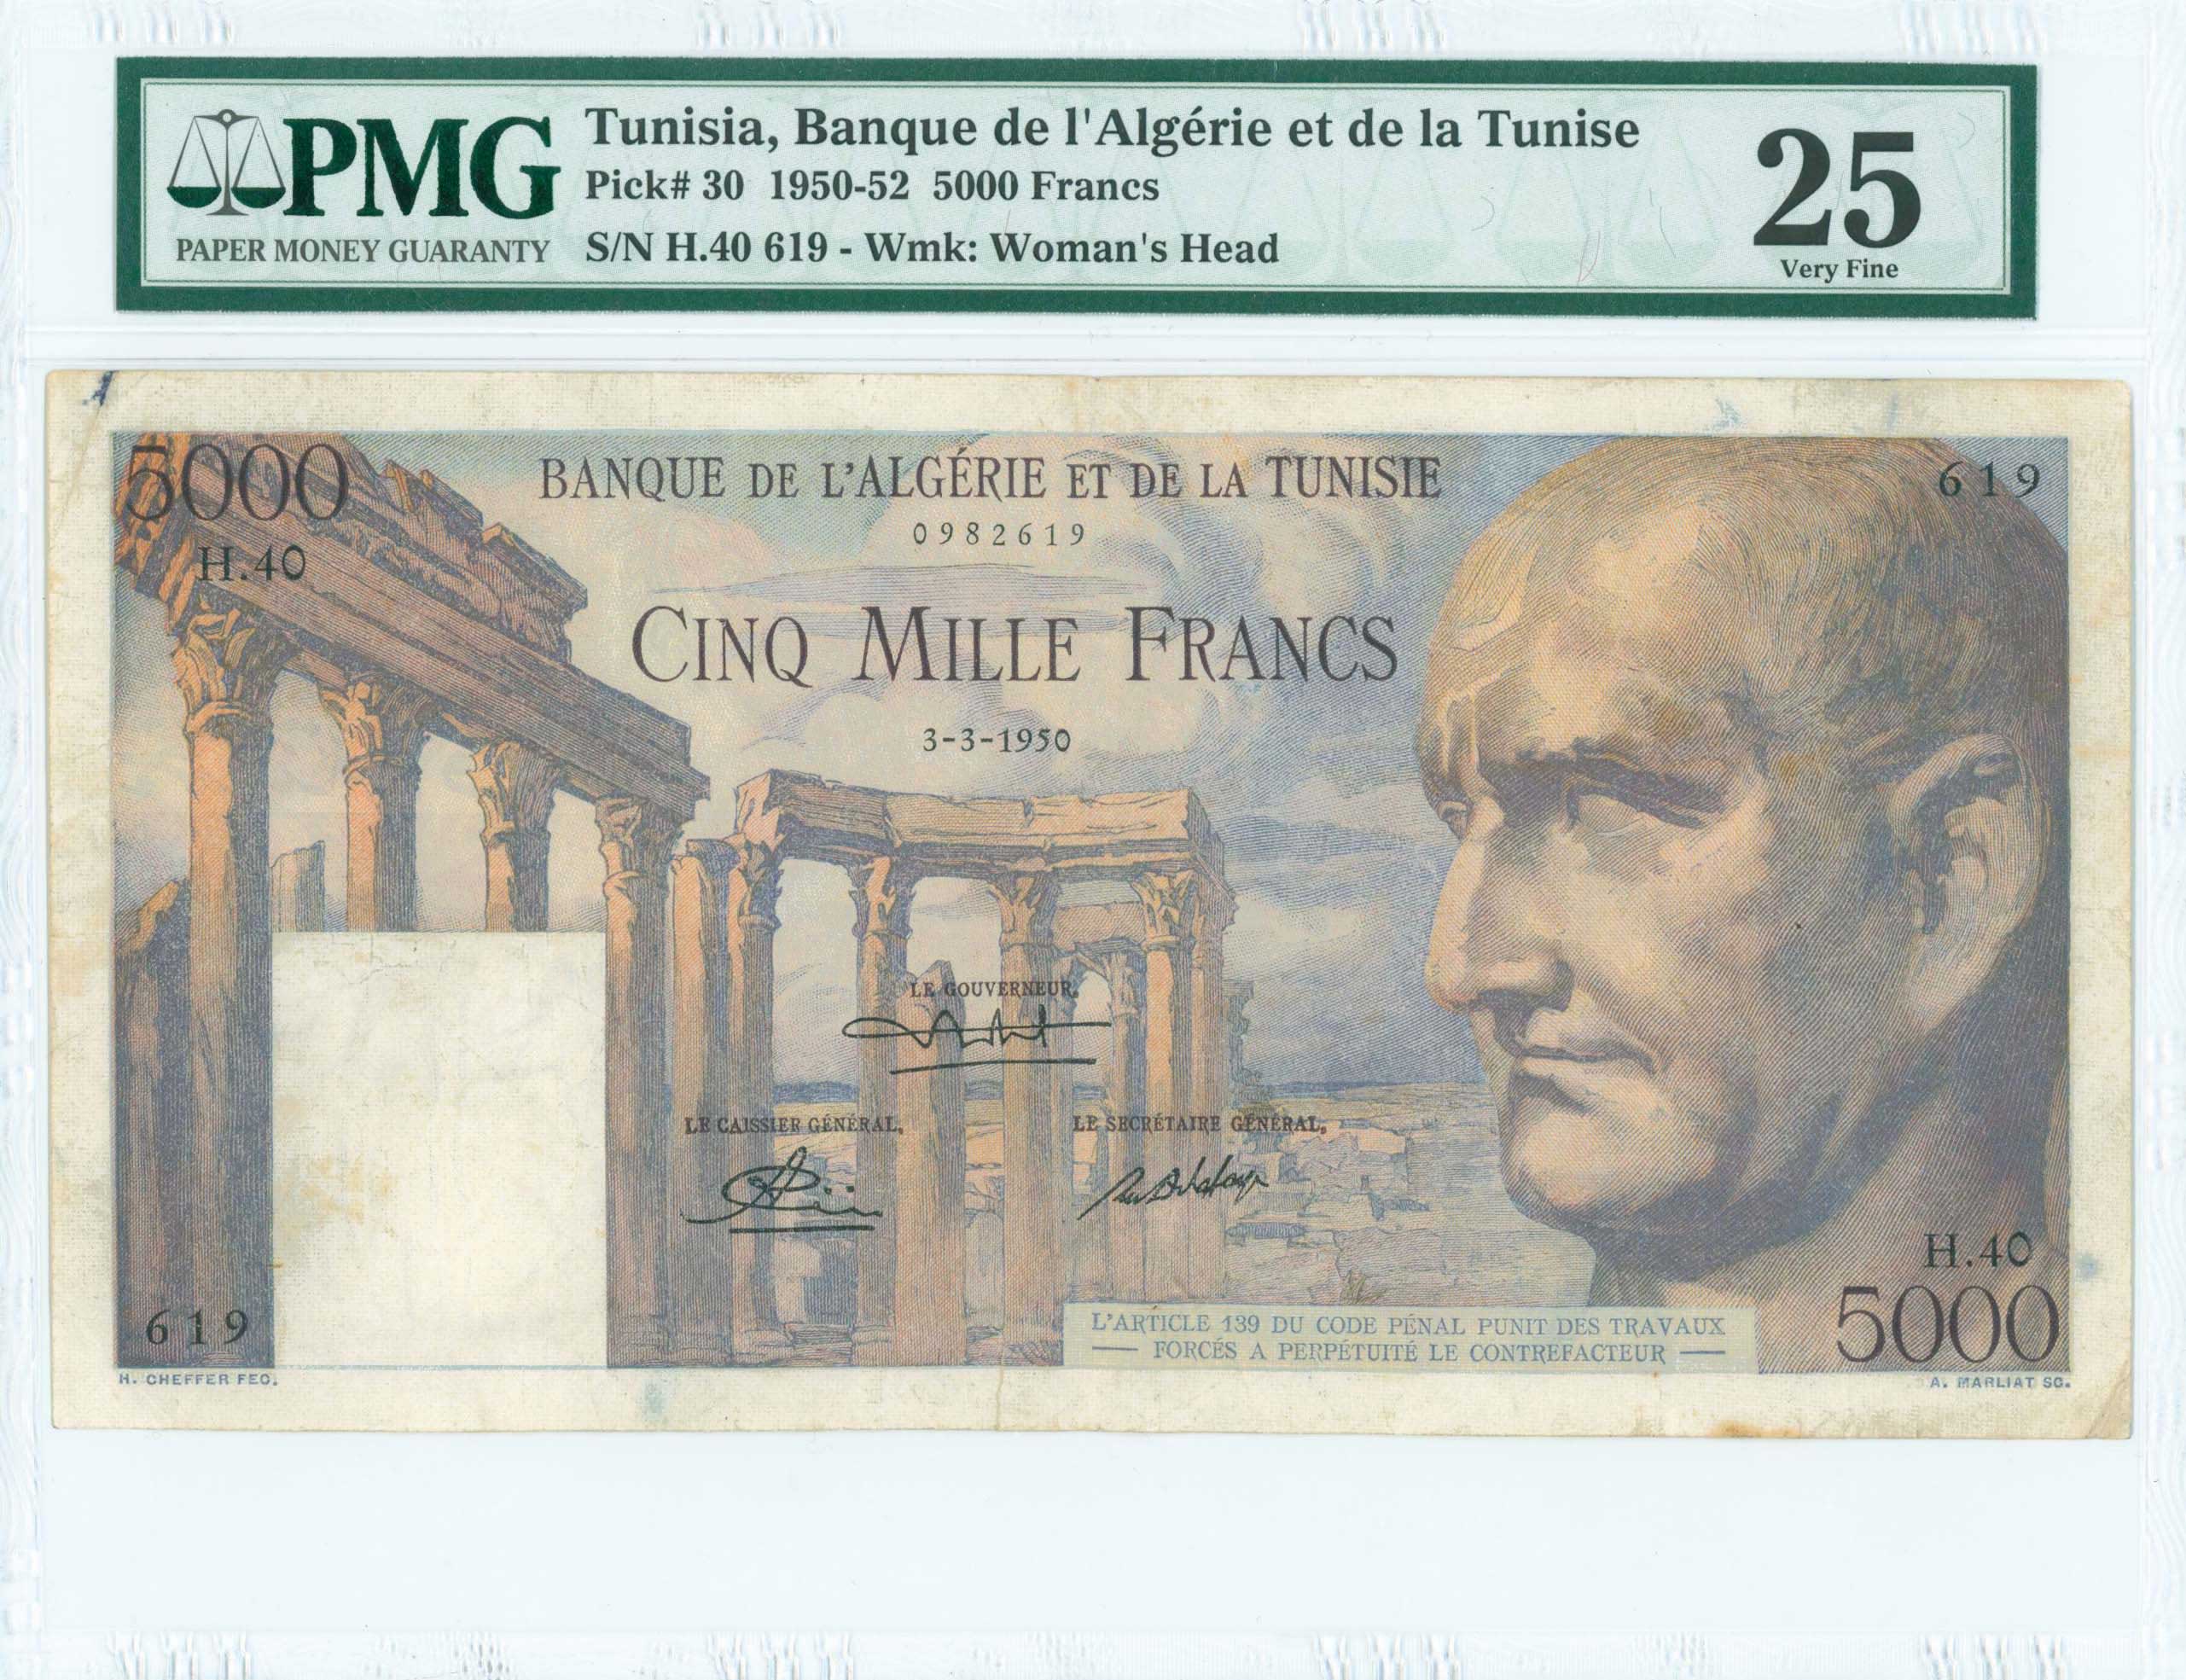 PMG
PAPER MONEY GUARANTY
Tunisia, Banque de l'Algérie et de la Tunise
Pick# 30 1950-52 5000 Francs
S/N H.40 619 - Wmk: Woman's Head
25
Very Fine
5000
BANQUE DE L'ALGÉRIE ET DE LA TUNISIE
619
0982619
H.40
CINQ MILLE FRANCS
3-3-1950
LE GOUVERNEUR,
LE CAISSIER GÉNÉRAL,
LE SECRÉTAIRE GÉNÉRAL,
H.40
5000
619
L'ARTICLE 139 DU CODE PÉNAL PUNIT DES TRAVAUX
— FORCÉS A PERPÉTUITÉ LE CONTREFACTEUR —
H. CHEFFER FEC.
A. MARLIAT SC.